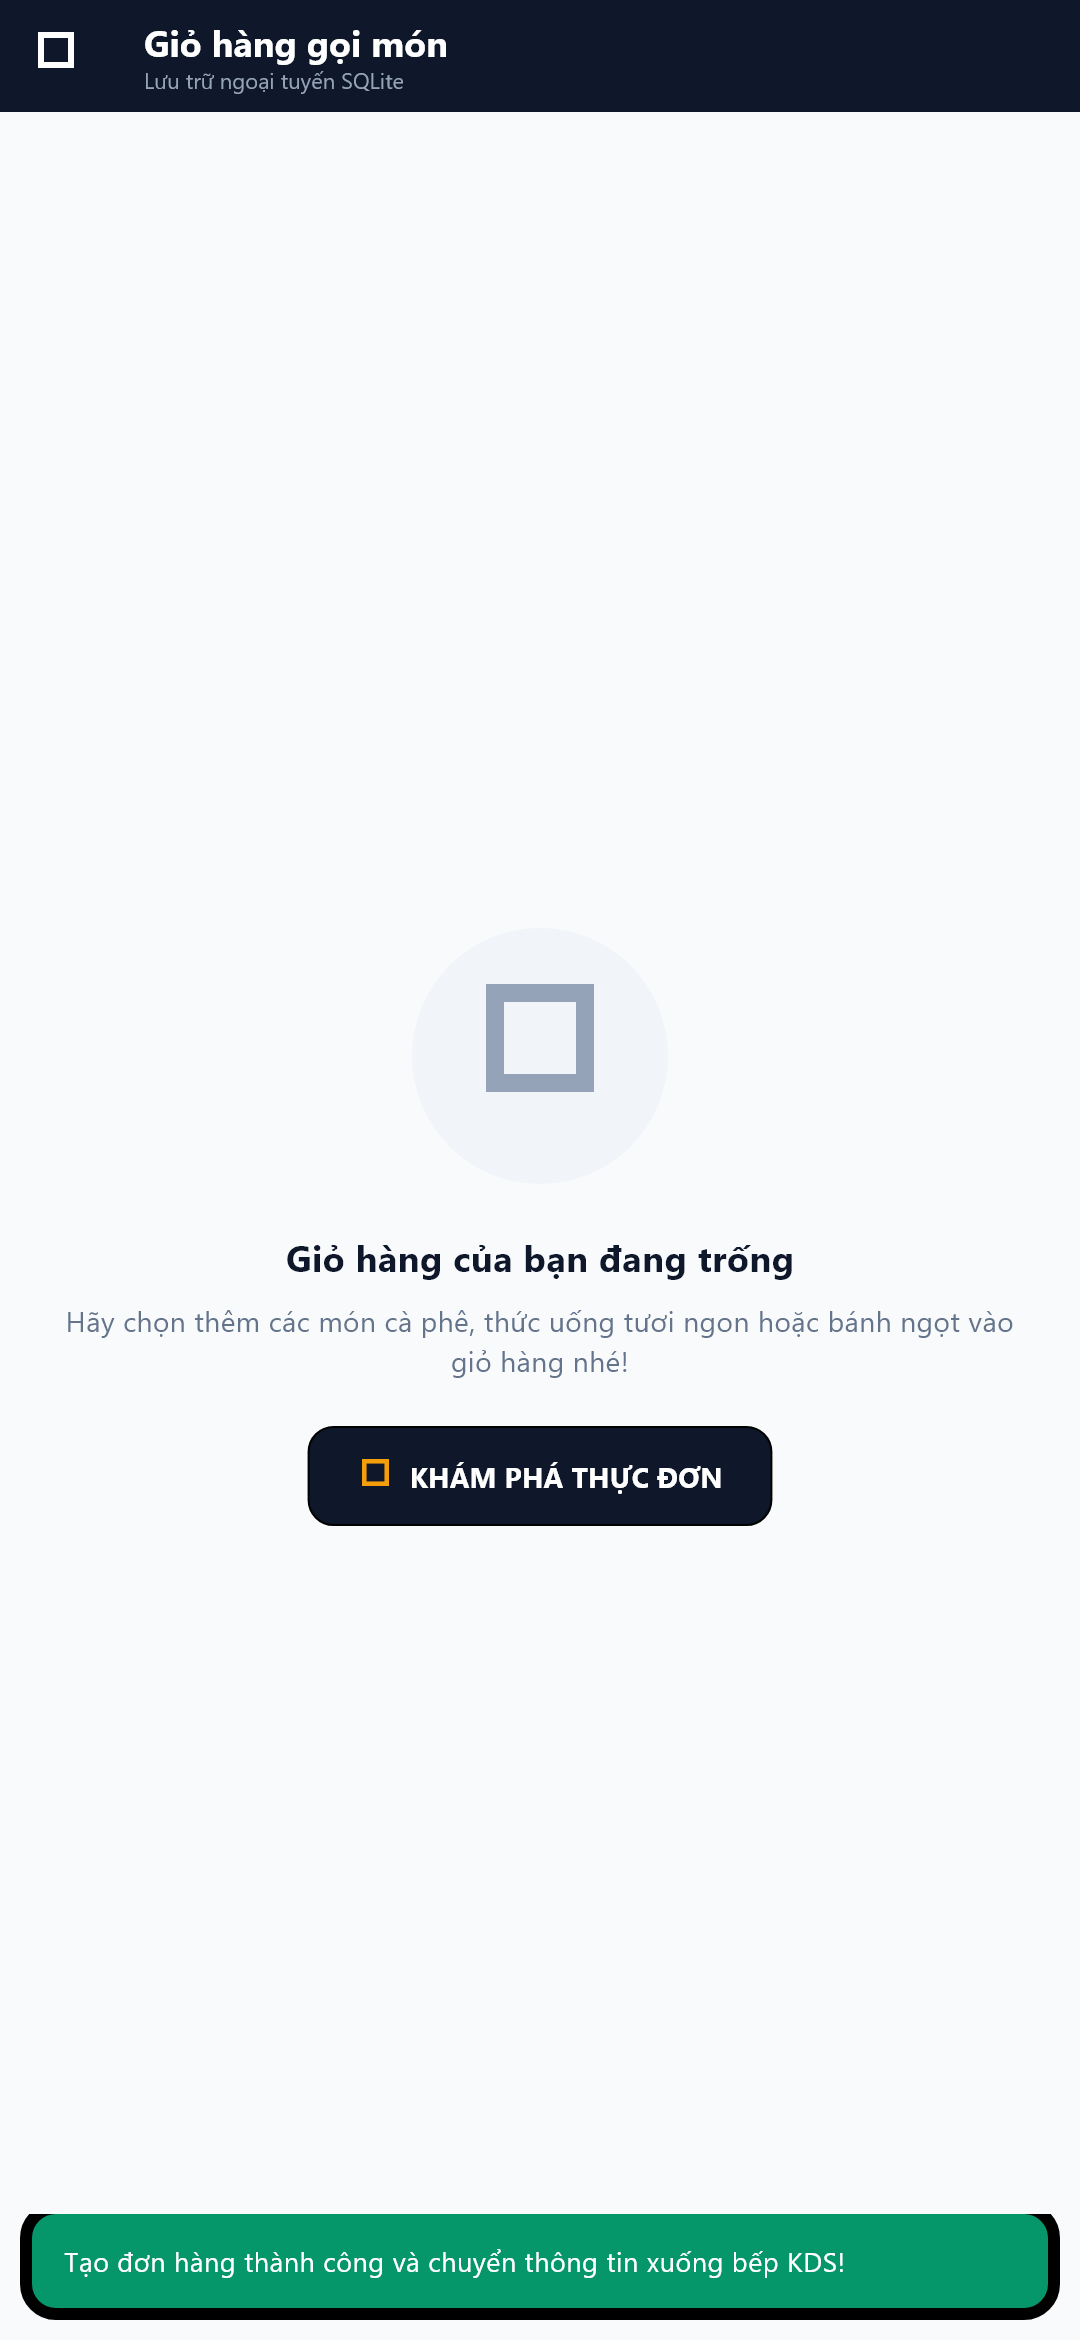 Giỏ hàng gọi món
Lưu trữ ngoại tuyến SQLite
Giỏ hàng của bạn đang trống
Hãy chọn thêm các món cà phê, thức uống tươi ngon hoặc bánh ngọt vào
giỏ hàng nhé!
KHÁM PHÁ THỰC ĐƠN
Tạo đơn hàng thành công và chuyển thông tin xuống bếp KDS!